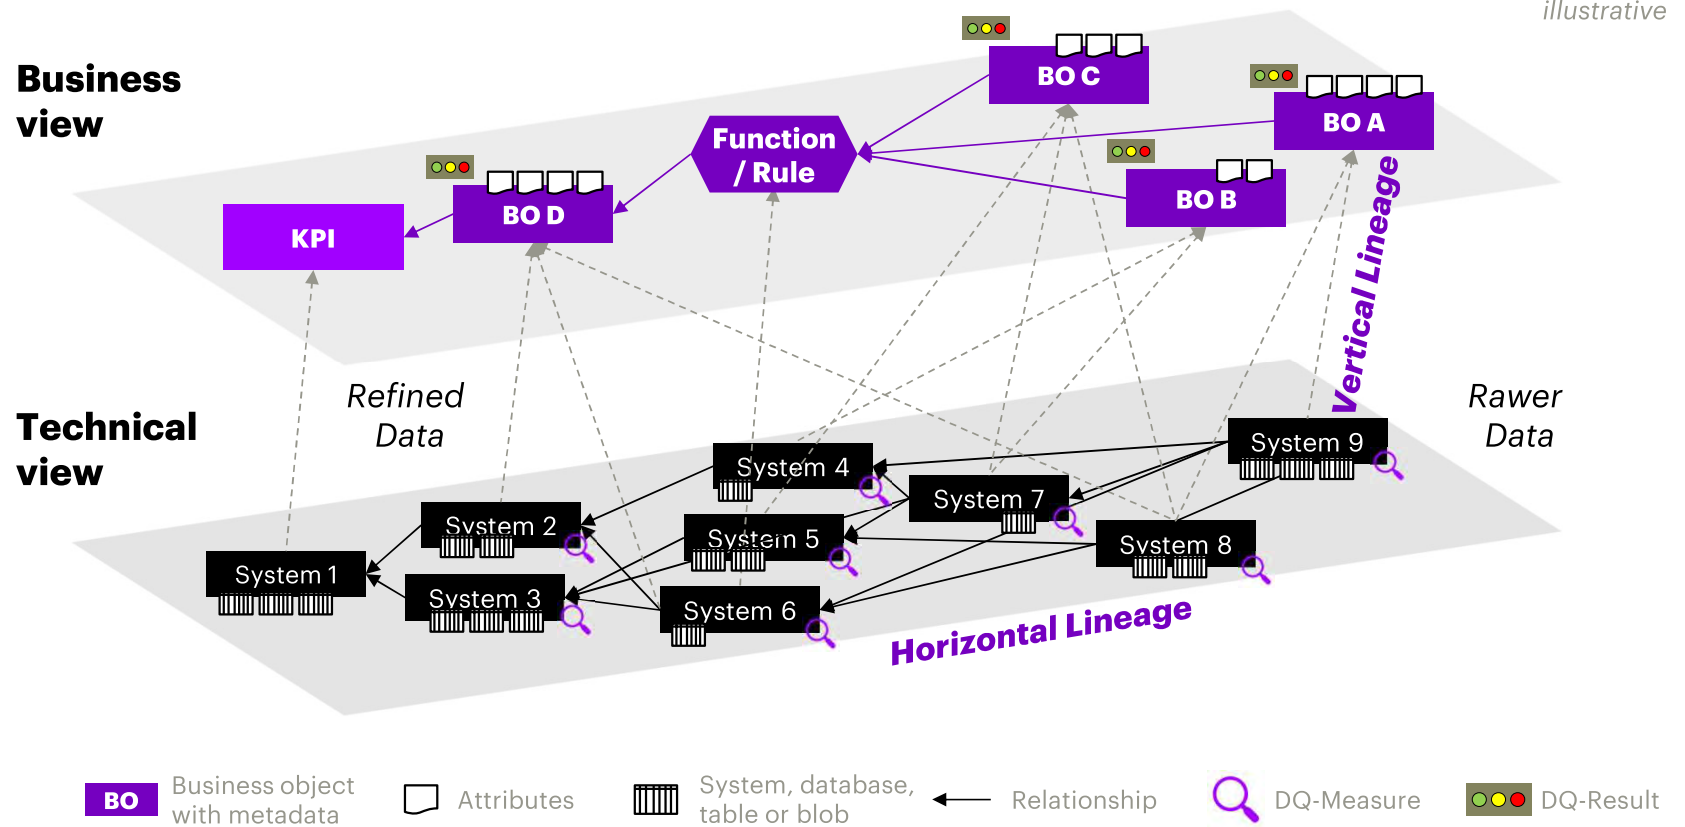 illustrative
Business
view
BO C
BO A
Function
/ Rule
BO B
BO D
KPI
Vertical Lineage
Refined
Data
Rawer
Data
Technical
view
System 9
System 4
System 7
System 2
System 5
System 8
System 1
System 3
System 6
Horizontal Lineage
BO
Business object
with metadata
Attributes
System, database,
table or blob
Relationship
DQ-Measure
DQ-Result